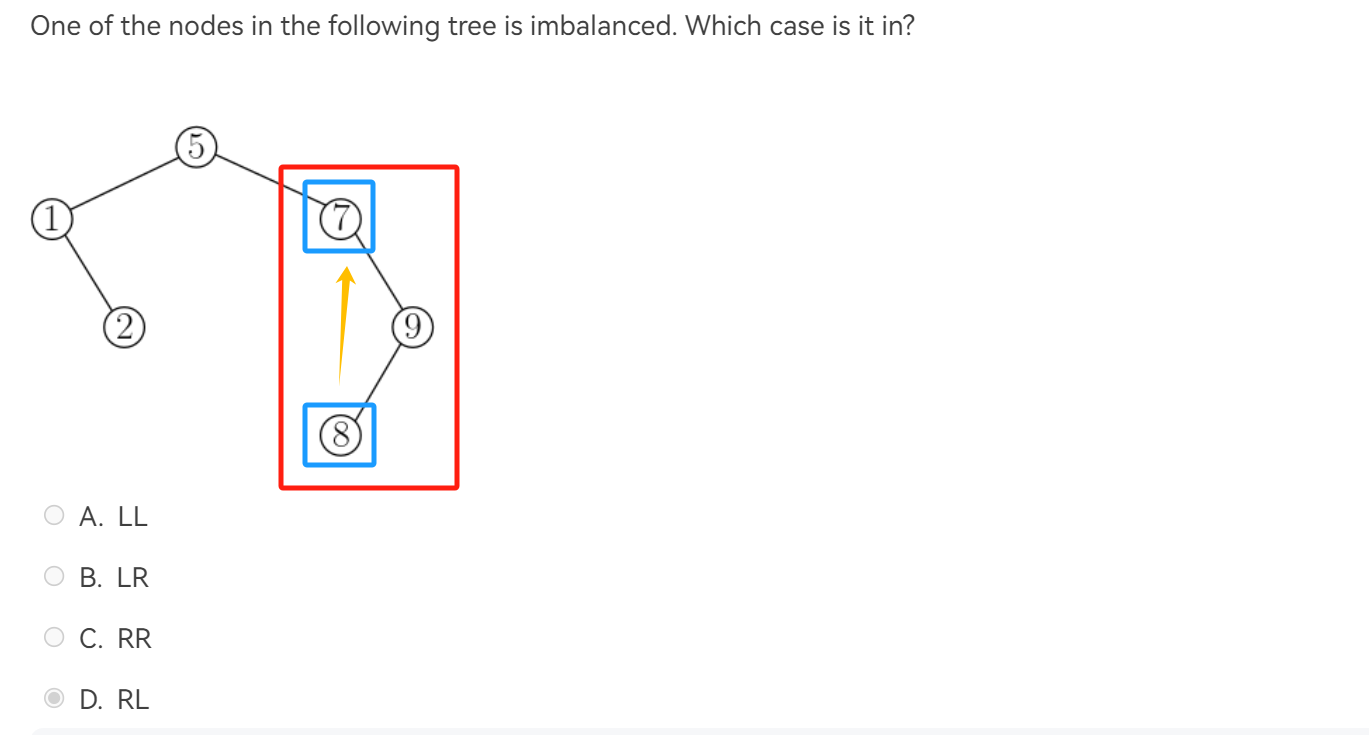 One of the nodes in the following tree is imbalanced. Which case is it in?
5
1
7
2
9
8
A. LL
B. LR
C. RR
D. RL